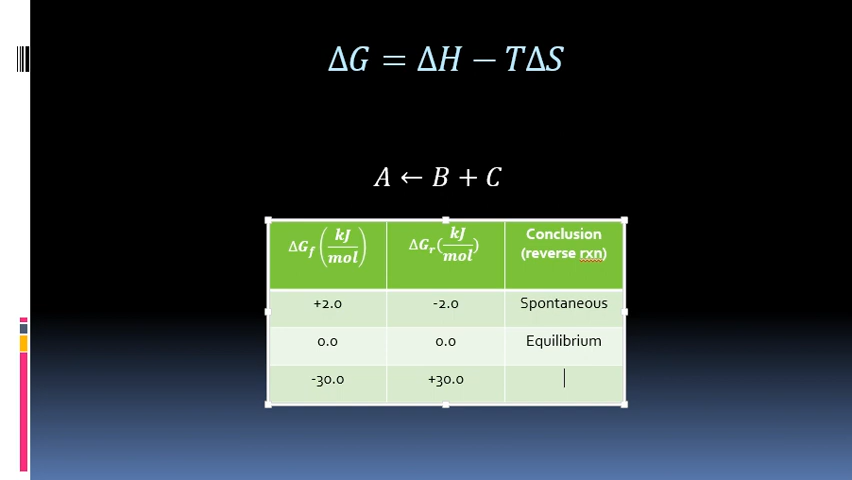 ΔG = ΔH − TΔS
A ← B + C
ΔG_f (kJ/mol) ΔG_r (kJ/mol) Conclusion (reverse rxn)
+2.0 -2.0 Spontaneous
0.0 0.0 Equilibrium
-30.0 +30.0